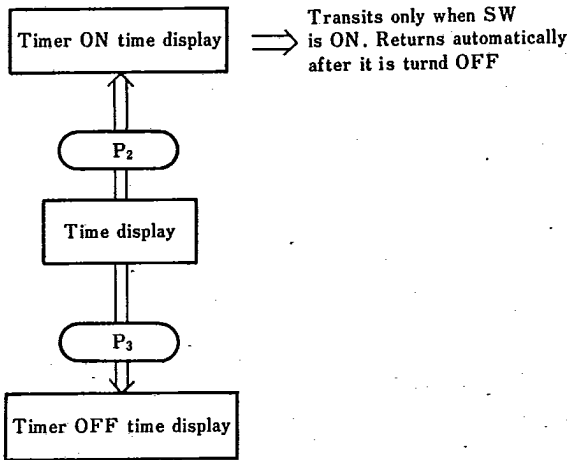 Timer ON time display
Transits only when SW
is ON. Returns automatically
after it is turnd OFF
P2
Time display
P3
Timer OFF time display